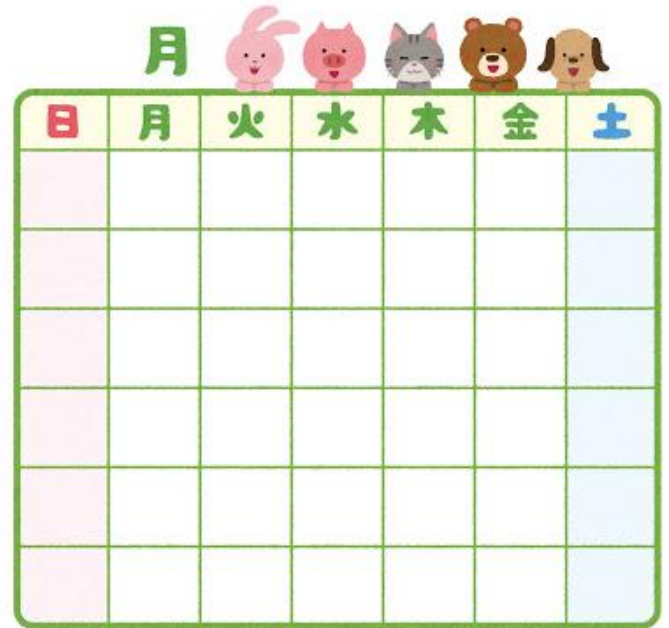 月
日 月 火 水 木 金 土